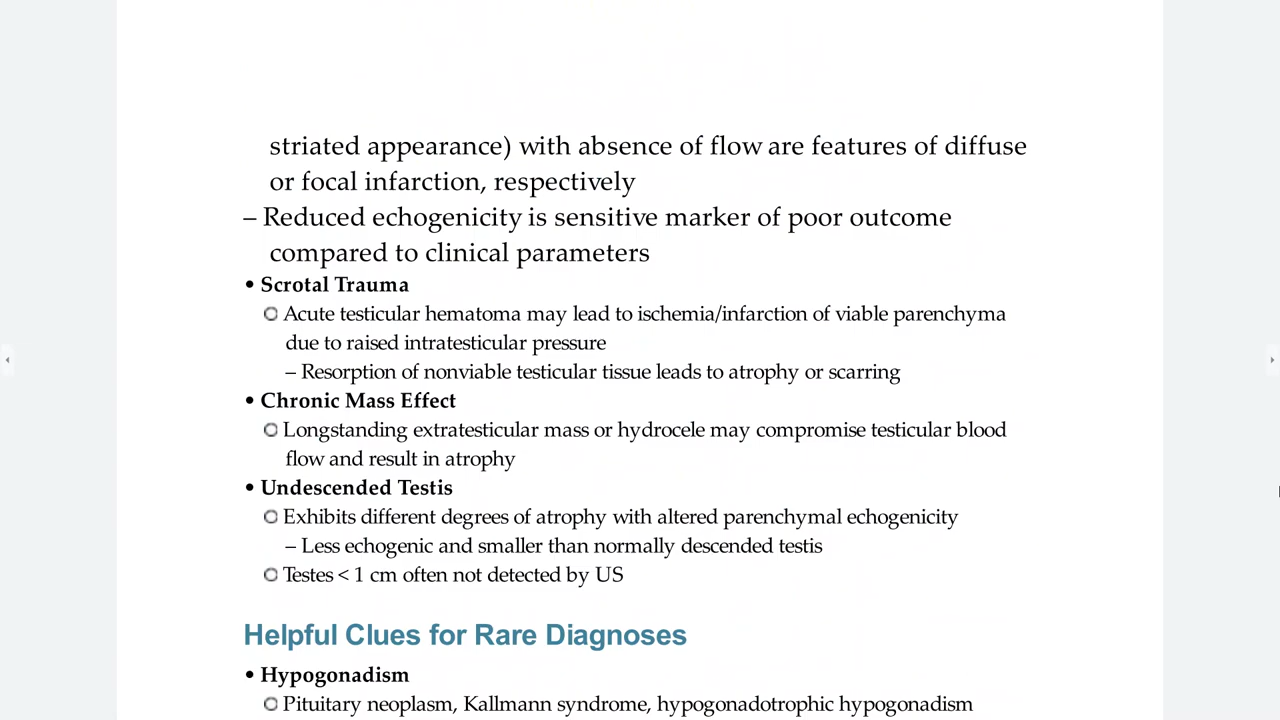 striated appearance) with absence of flow are features of diffuse
or focal infarction, respectively
– Reduced echogenicity is sensitive marker of poor outcome
compared to clinical parameters
• Scrotal Trauma
○ Acute testicular hematoma may lead to ischemia/infarction of viable parenchyma
due to raised intratesticular pressure
– Resorption of nonviable testicular tissue leads to atrophy or scarring
• Chronic Mass Effect
○ Longstanding extratesticular mass or hydrocele may compromise testicular blood
flow and result in atrophy
• Undescended Testis
○ Exhibits different degrees of atrophy with altered parenchymal echogenicity
– Less echogenic and smaller than normally descended testis
○ Testes < 1 cm often not detected by US
Helpful Clues for Rare Diagnoses
• Hypogonadism
○ Pituitary neoplasm, Kallmann syndrome, hypogonadotrophic hypogonadism